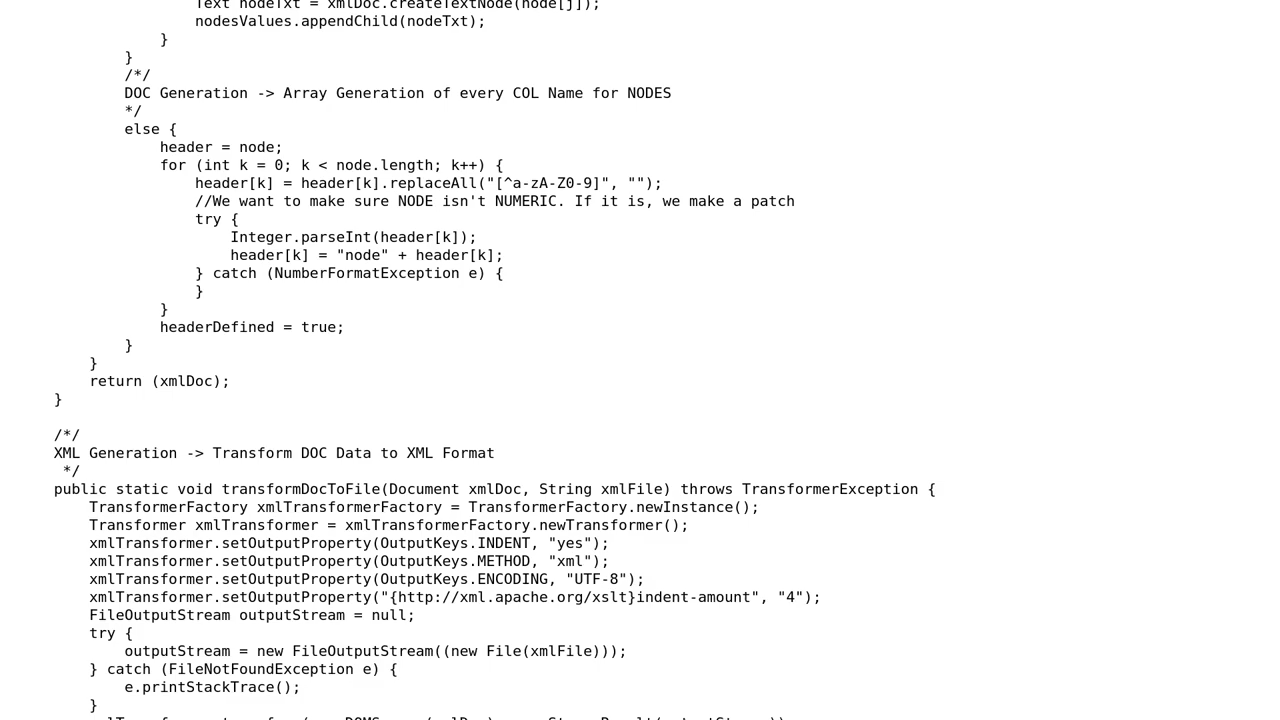 Text nodeTxt = xmlDoc.createTextNode(node[j]);
nodesValues.appendChild(nodeTxt);
}
}
/*/
DOC Generation -> Array Generation of every COL Name for NODES
*/
else {
header = node;
for (int k = 0; k < node.length; k++) {
header[k] = header[k].replaceAll("[^a-zA-Z0-9]", "");
//We want to make sure NODE isn't NUMERIC. If it is, we make a patch
try {
Integer.parseInt(header[k]);
header[k] = "node" + header[k];
} catch (NumberFormatException e) {
}
}
headerDefined = true;
}
}
return (xmlDoc);
}
/*/
XML Generation -> Transform DOC Data to XML Format
*/
public static void transformDocToFile(Document xmlDoc, String xmlFile) throws TransformerException {
TransformerFactory xmlTransformerFactory = TransformerFactory.newInstance();
Transformer xmlTransformer = xmlTransformerFactory.newTransformer();
xmlTransformer.setOutputProperty(OutputKeys.INDENT, "yes");
xmlTransformer.setOutputProperty(OutputKeys.METHOD, "xml");
xmlTransformer.setOutputProperty(OutputKeys.ENCODING, "UTF-8");
xmlTransformer.setOutputProperty("{http://xml.apache.org/xslt}indent-amount", "4");
FileOutputStream outputStream = null;
try {
outputStream = new FileOutputStream((new File(xmlFile)));
} catch (FileNotFoundException e) {
e.printStackTrace();
}